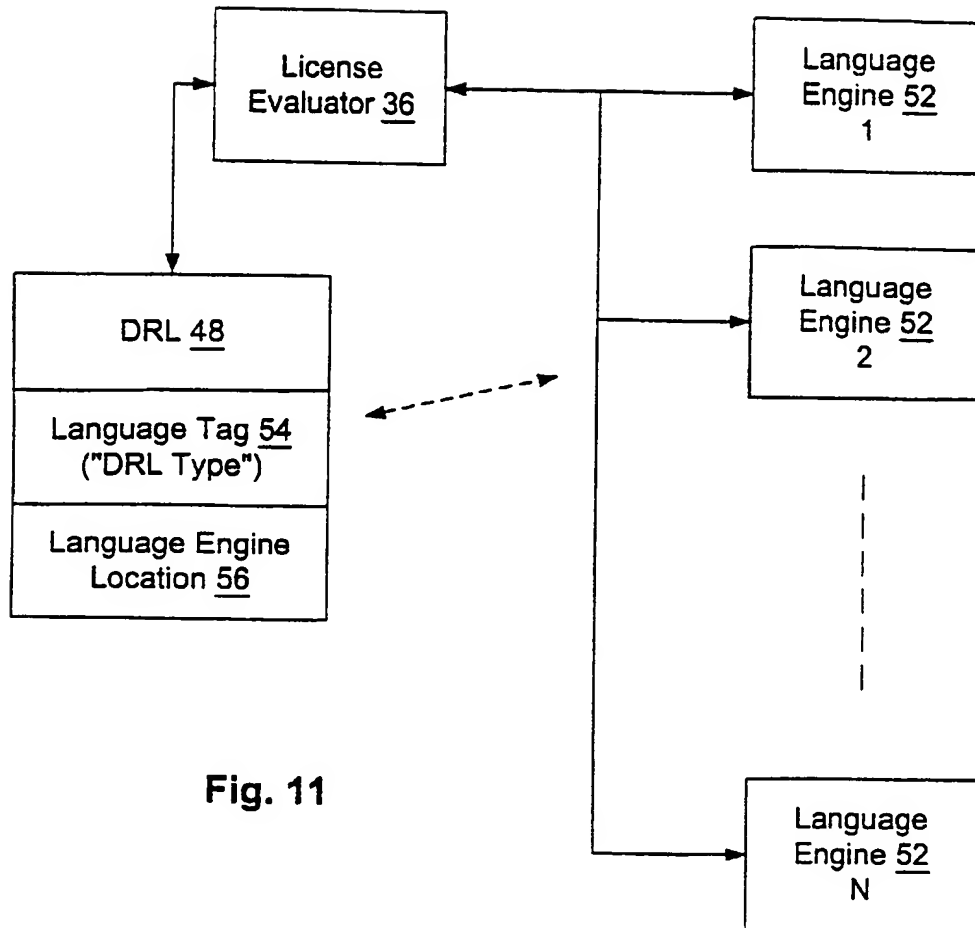 License
Evaluator 36
Language
Engine 52
1
Language
Engine 52
2
DRL 48
Language Tag 54
("DRL Type")
Language Engine
Location 56
Fig. 11
Language
Engine 52
N